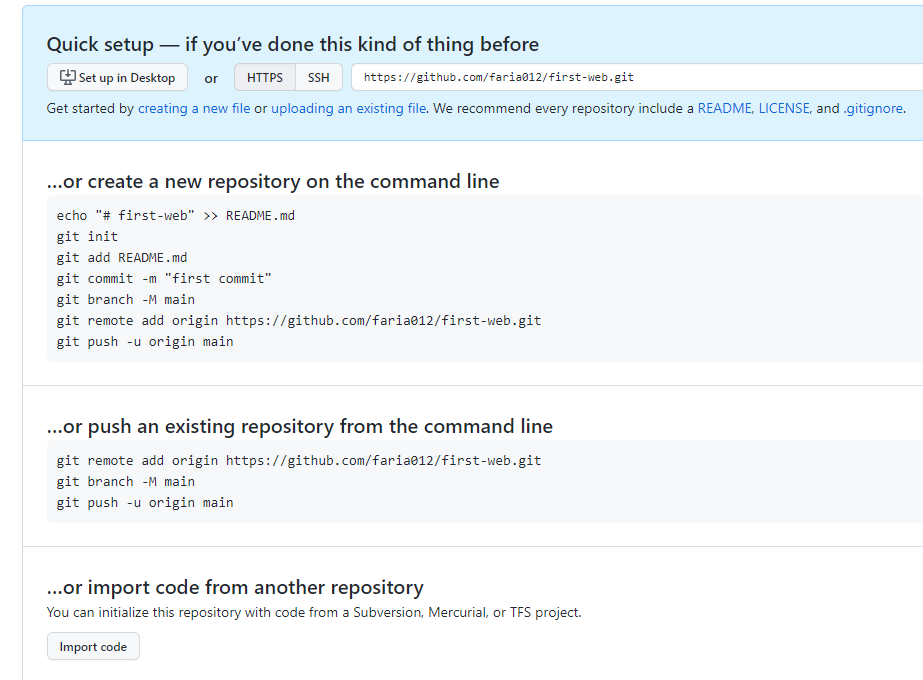 Quick setup — if you’ve done this kind of thing before
Set up in Desktop or HTTPS SSH https://github.com/faria012/first-web.git
Get started by creating a new file or uploading an existing file. We recommend every repository include a README, LICENSE, and .gitignore.
…or create a new repository on the command line
echo "# first-web" >> README.md
git init
git add README.md
git commit -m "first commit"
git branch -M main
git remote add origin https://github.com/faria012/first-web.git
git push -u origin main
…or push an existing repository from the command line
git remote add origin https://github.com/faria012/first-web.git
git branch -M main
git push -u origin main
…or import code from another repository
You can initialize this repository with code from a Subversion, Mercurial, or TFS project.
Import code